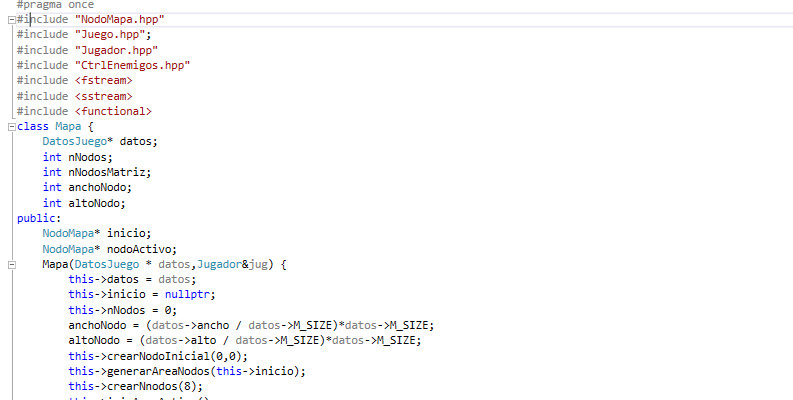 #pragma once
#include "NodoMapa.hpp"
#include "Juego.hpp";
#include "Jugador.hpp"
#include "CtrlEnemigos.hpp"
#include <fstream>
#include <sstream>
#include <functional>
class Mapa {
DatosJuego* datos;
int nNodos;
int nNodosMatriz;
int anchoNodo;
int altoNodo;
public:
NodoMapa* inicio;
NodoMapa* nodoActivo;
Mapa(DatosJuego * datos,Jugador&jug) {
this->datos = datos;
this->inicio = nullptr;
this->nNodos = 0;
anchoNodo = (datos->ancho / datos->M_SIZE)*datos->M_SIZE;
altoNodo = (datos->alto / datos->M_SIZE)*datos->M_SIZE;
this->crearNodoInicial(0,0);
this->generarAreaNodos(this->inicio);
this->crearNnodos(8);